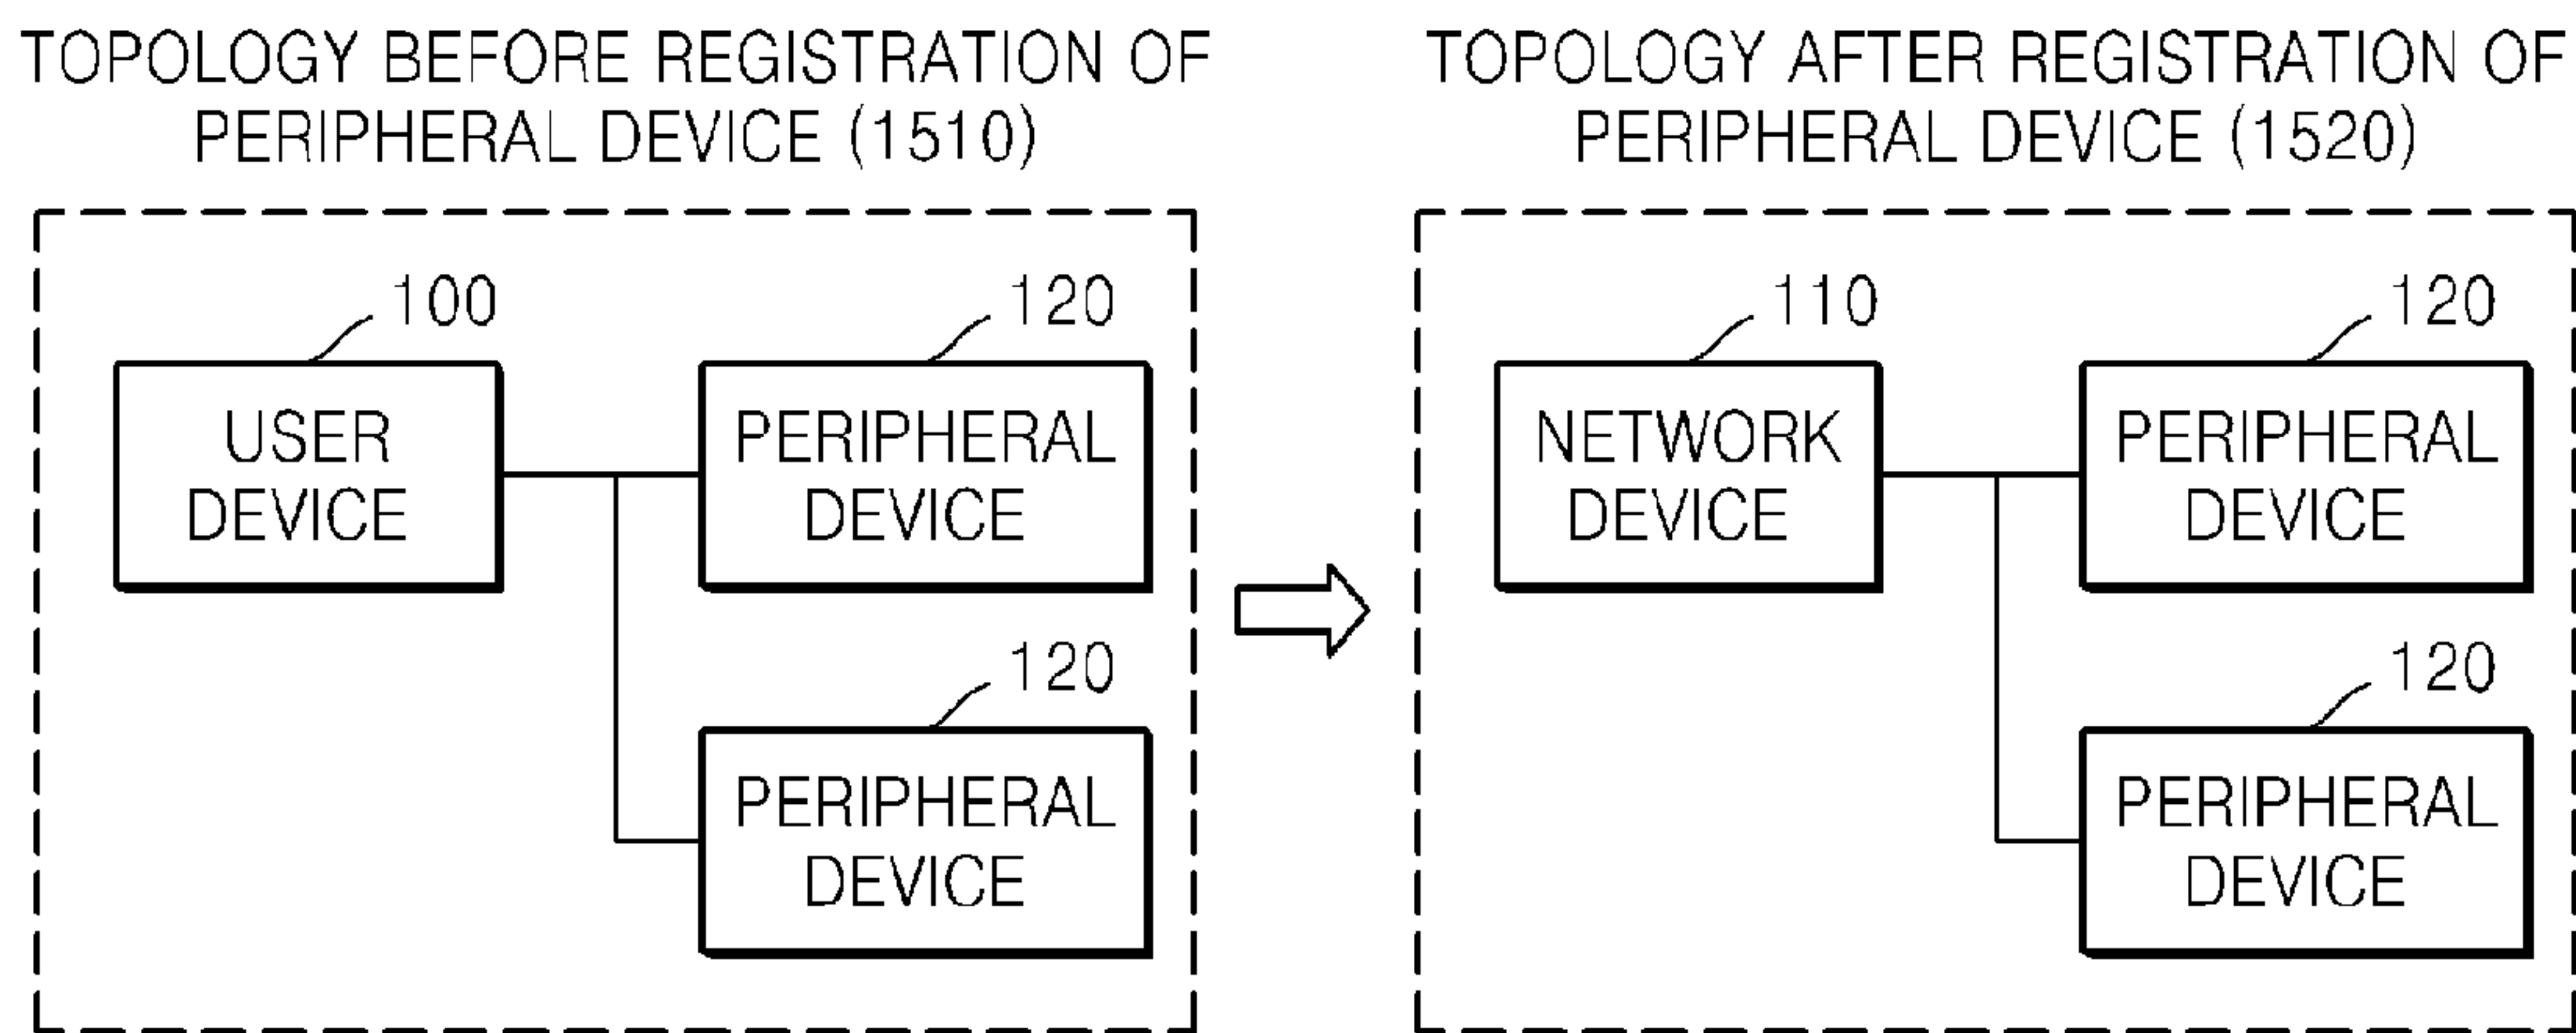 TOPOLOGY BEFORE REGISTRATION OF
PERIPHERAL DEVICE (1510)
100
120
USER
DEVICE
PERIPHERAL
DEVICE
120
PERIPHERAL
DEVICE
TOPOLOGY AFTER REGISTRATION OF
PERIPHERAL DEVICE (1520)
110
120
NETWORK
DEVICE
PERIPHERAL
DEVICE
120
PERIPHERAL
DEVICE